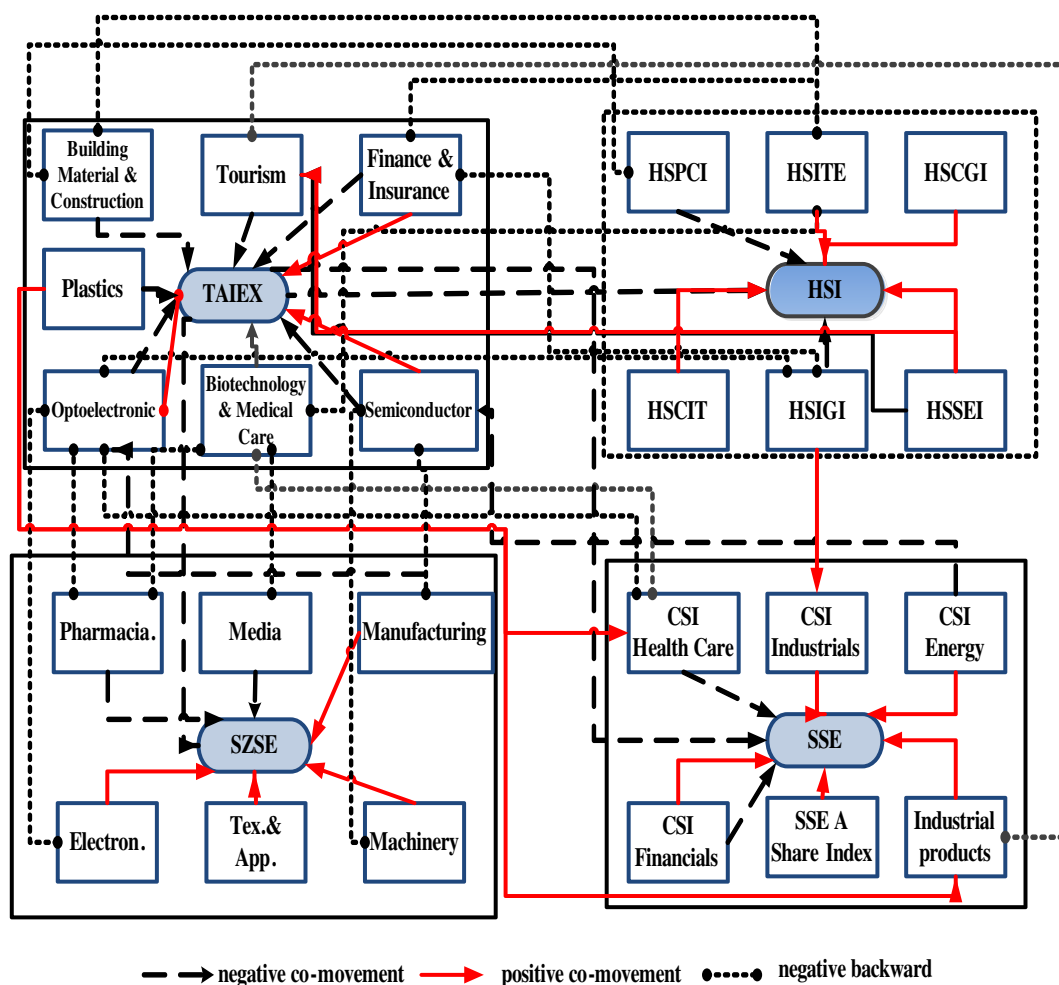 Building
Material &
Construction
Tourism
Finance &
Insurance
HSPCI
HSITE
HSCGI
Plastics
TAIEX
HSI
Optoelectronic
Biotechnology
& Medical
Care
Semiconductor
HSCIT
HSIGI
HSSEI
Pharmacia.
Media
Manufacturing
CSI
Health Care
CSI
Industrials
CSI
Energy
SZSE
SSE
Electron.
Tex.&
App.
Machinery
CSI
Financials
SSE A
Share Index
Industrial
products
negative co-movement
positive co-movement
negative backward